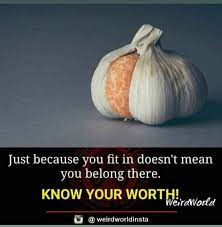 Just because you fit in doesn't mean
you belong there.
KNOW YOUR WORTH!
WeirdWorld
@ weirdworldinsta